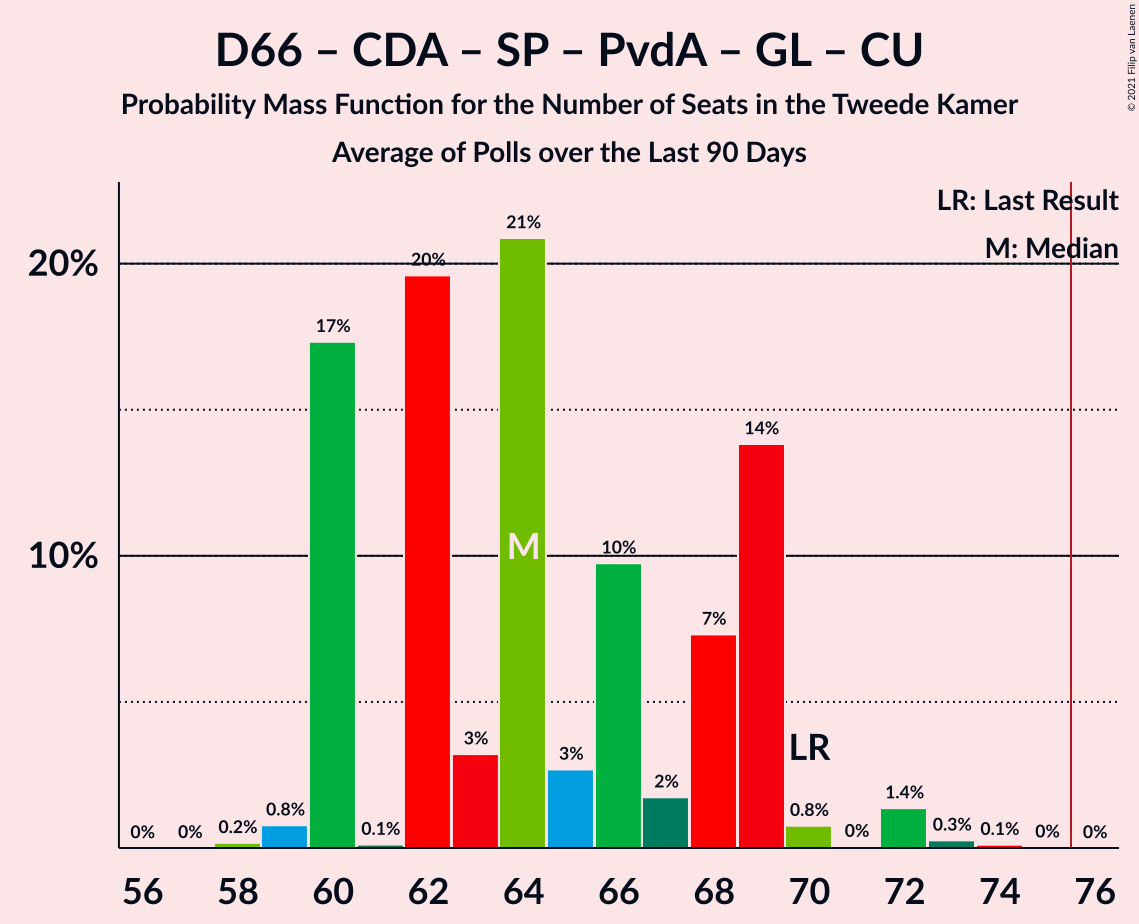 D66 – CDA – SP – PvdA – GL – CU
Probability Mass Function for the Number of Seats in the Tweede Kamer
Average of Polls over the Last 90 Days
© 2021 Filip van Laenen
LR: Last Result
M: Median
20%
10%
0%
0%
0.2%
0.8%
17%
0.1%
20%
3%
21%
M
3%
10%
2%
7%
14%
LR
0.8%
0%
1.4%
0.3%
0.1%
0%
0%
56 58 60 62 64 66 68 70 72 74 76